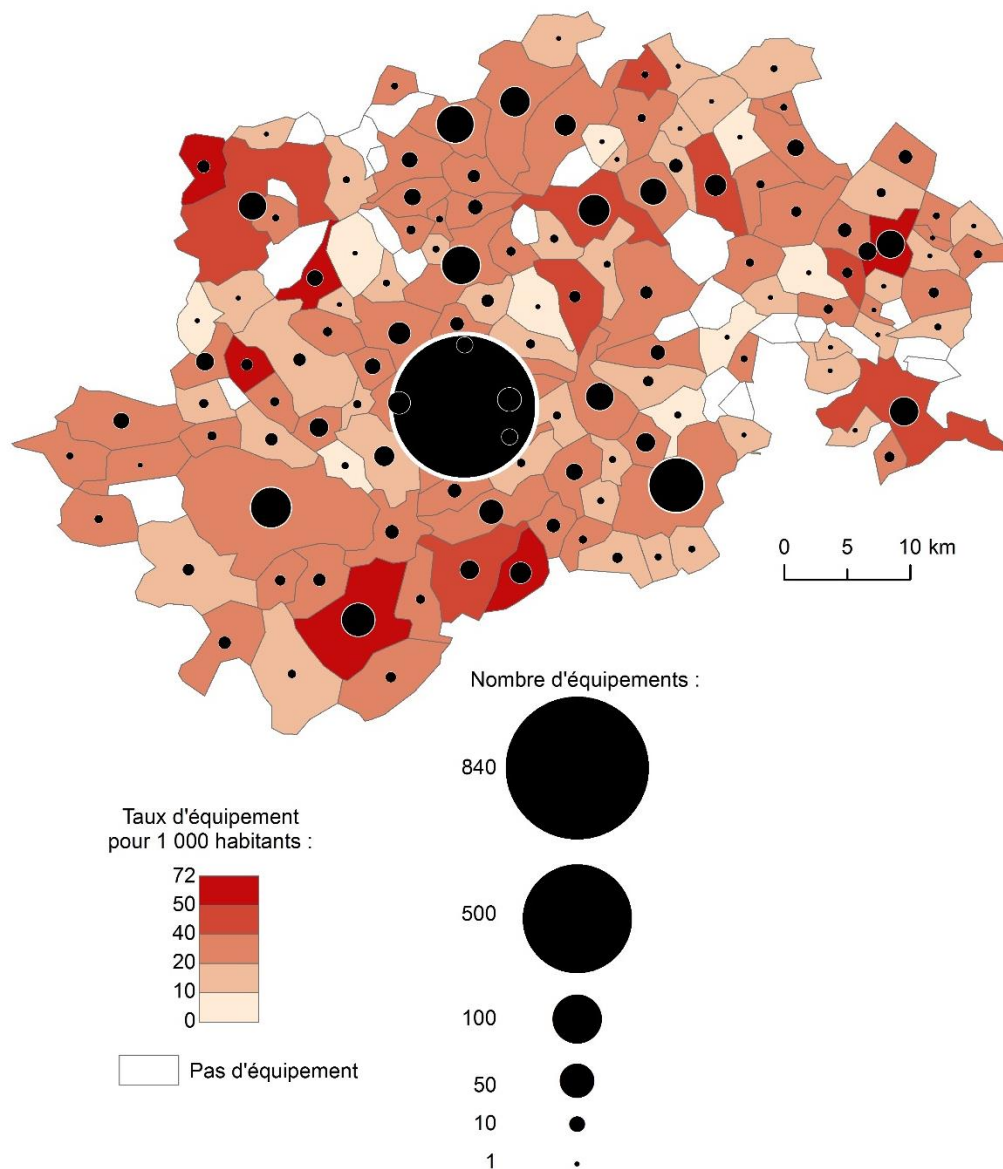 0 5 10 km
Nombre d'équipements :
840
500
100
50
10
1
Taux d'équipement
pour 1 000 habitants :
72
50
40
20
10
0
Pas d'équipement